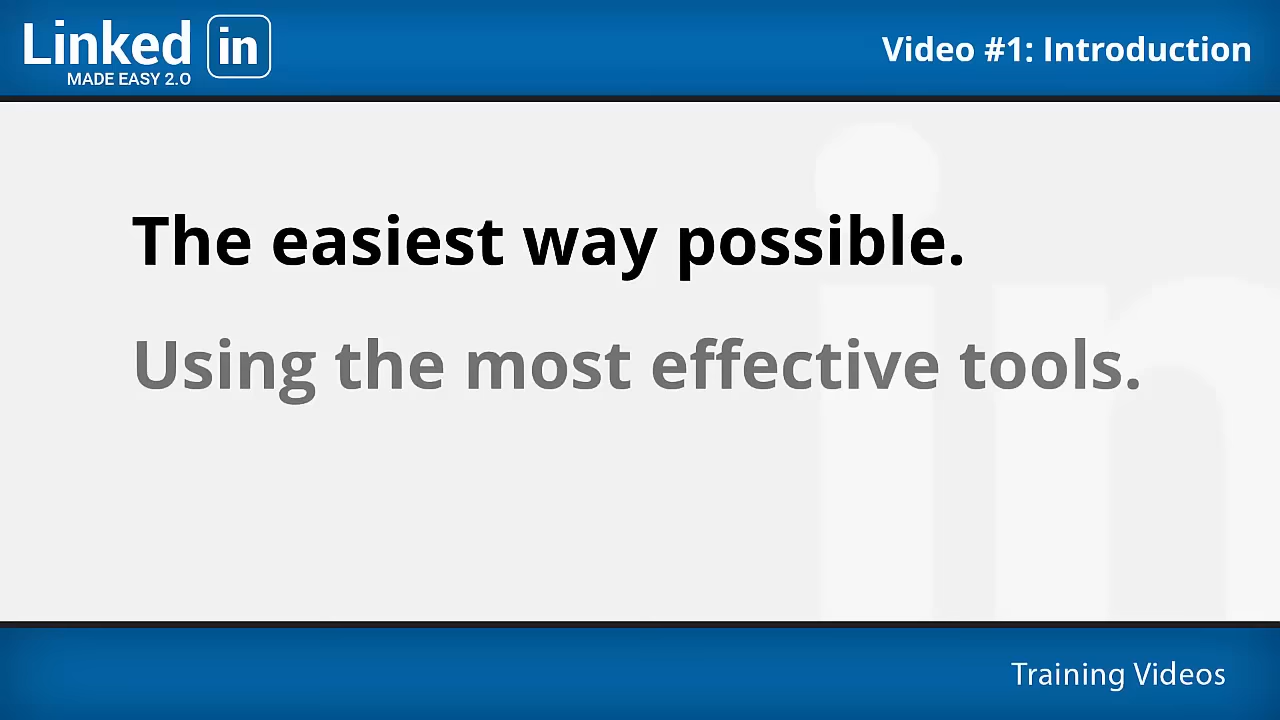 Linked in
MADE EASY 2.0
Video #1: Introduction
The easiest way possible.
Using the most effective tools.
Training Videos